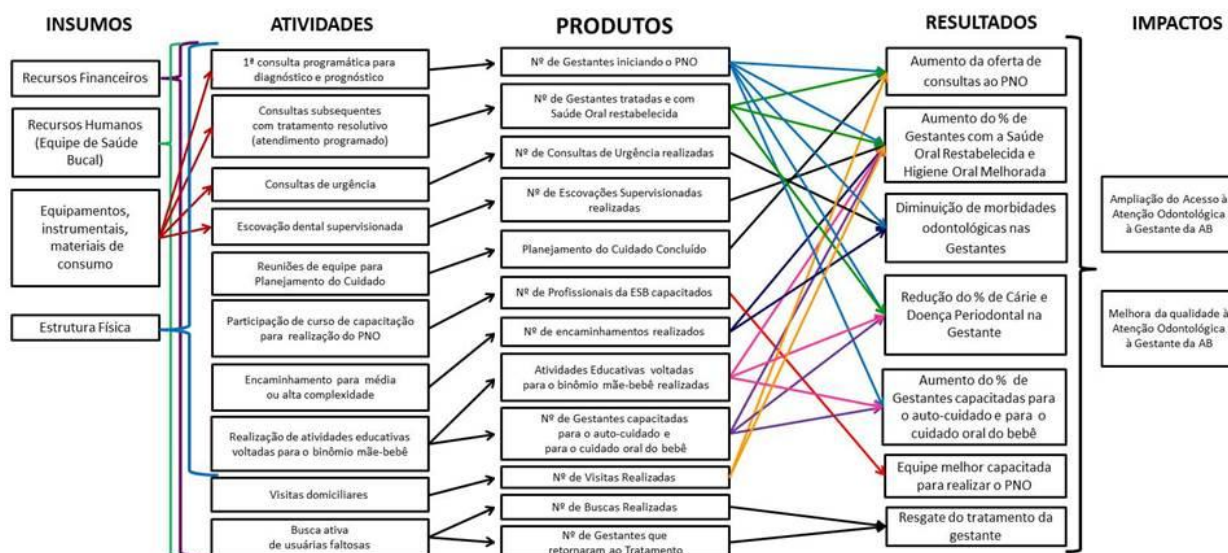 INSUMOS
Recursos Financeiros
Recursos Humanos
(Equipe de Saúde
Bucal)
Equipamentos,
instrumentais,
materiais de
consumo
Estrutura Física
ATIVIDADES
1ª consulta programática para
diagnóstico e prognóstico
Consultas subsequentes
com tratamento resolutivo
(atendimento programado)
Consultas de urgência
Escovação dental supervisionada
Reuniões de equipe para
Planejamento do Cuidado
Participação de curso de capacitação
para realização do PNO
Encaminhamento para média
ou alta complexidade
Realização de atividades educativas
voltadas para o binômio mãe-bebê
Visitas domiciliares
Busca ativa
de usuárias faltosas
PRODUTOS
Nº de Gestantes iniciando o PNO
Nº de Gestantes tratadas e com
Saúde Oral restabelecida
Nº de Consultas de Urgência realizadas
Nº de Escovações Supervisionadas
realizadas
Planejamento do Cuidado Concluído
Nº de Profissionais da ESB capacitados
Nº de encaminhamentos realizados
Atividades Educativas voltadas
para o binômio mãe-bebê realizadas
Nº de Gestantes capacitadas
para o auto-cuidado e
para o cuidado oral do bebê
Nº de Visitas Realizadas
Nº de Buscas Realizadas
Nº de Gestantes que
retornaram ao Tratamento
RESULTADOS
Aumento da oferta de
consultas ao PNO
Aumento do % de
Gestantes com a Saúde
Oral Restabelecida e
Higiene Oral Melhorada
Diminuição de morbidades
odontológicas nas
Gestantes
Redução do % de Cárie e
Doença Periodontal na
Gestante
Aumento do % de
Gestantes capacitadas para
o auto-cuidado e para o
cuidado oral do bebê
Equipe melhor capacitada
para realizar o PNO
Resgate do tratamento da
gestante
IMPACTOS
Ampliação do Acesso à
Atenção Odontológica
à Gestante da AB
Melhora da qualidade à
Atenção Odontológica
à Gestante da AB